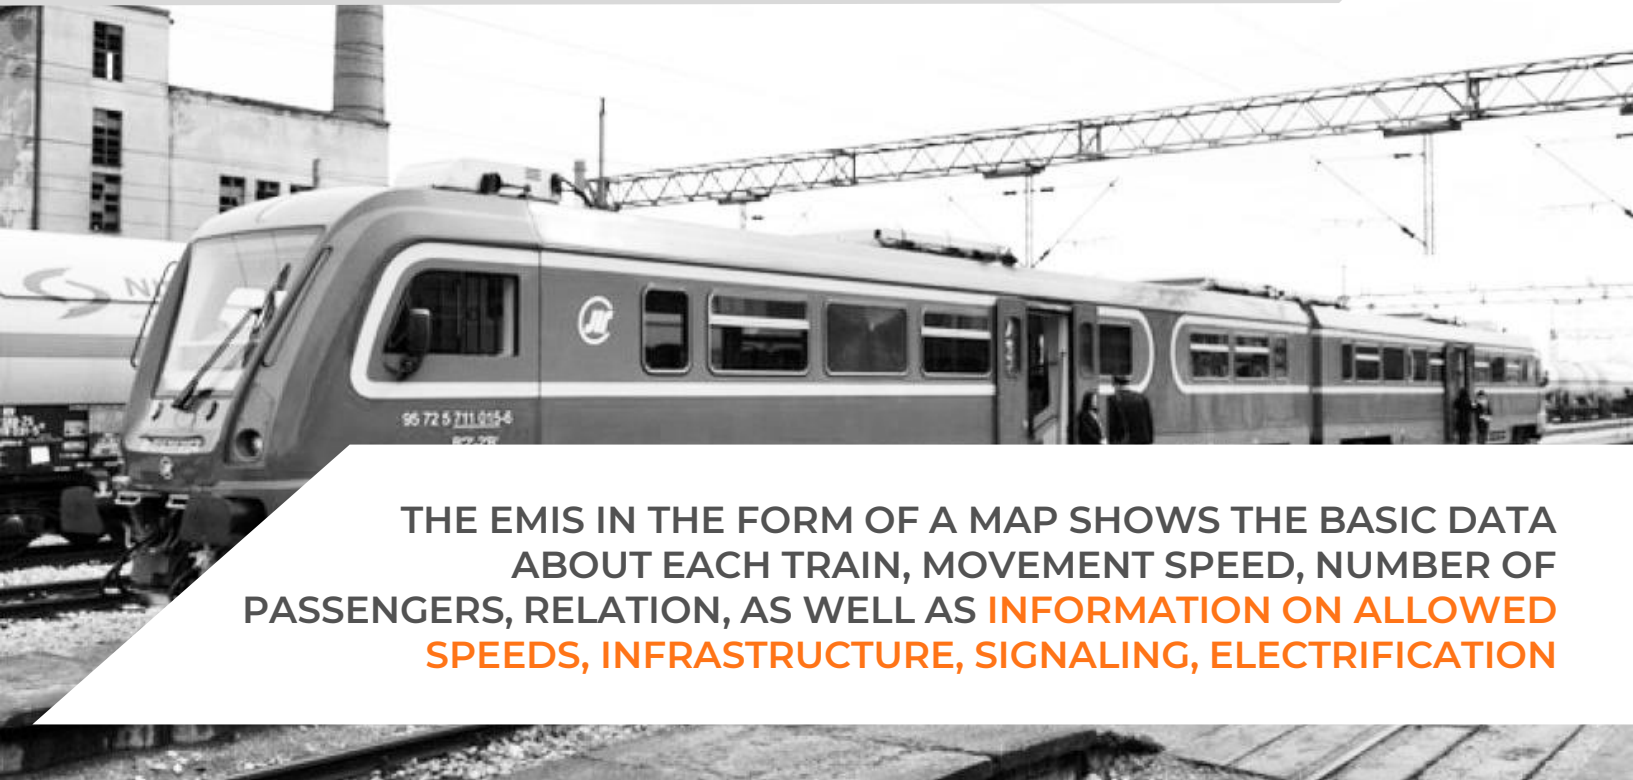 95 72 5 711 015-6
THE EMIS IN THE FORM OF A MAP SHOWS THE BASIC DATA
ABOUT EACH TRAIN, MOVEMENT SPEED, NUMBER OF
PASSENGERS, RELATION, AS WELL AS INFORMATION ON ALLOWED
SPEEDS, INFRASTRUCTURE, SIGNALING, ELECTRIFICATION